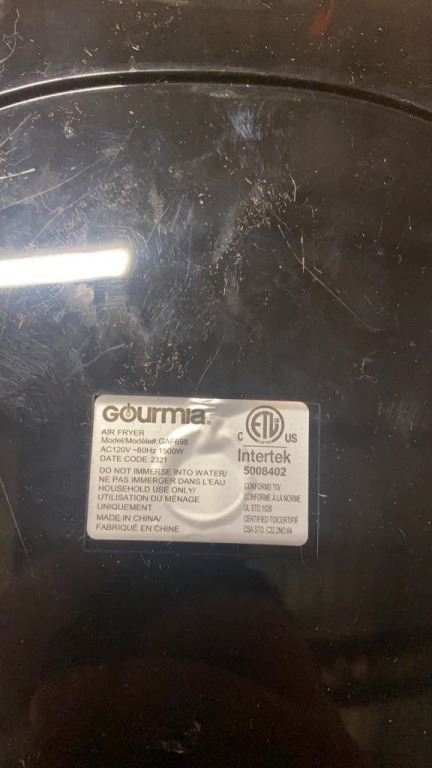 Gourmia®
AIR FRYER
Model/Modèle#:GAF698
AC120V ~60Hz 1500W
DATE CODE: 2321
DO NOT IMMERSE INTO WATER/
NE PAS IMMERGER DANS L'EAU
HOUSEHOLD USE ONLY/
UTILISATION DU MÉNAGE
UNIQUEMENT
MADE IN CHINA/
FABRIQUÉ EN CHINE
ETL
C US
Intertek
5008402
CONFORMS TO/
CONFORME À LA NORME
UL STD.1026
CERTIFIED TO/CERTIFIÉ
CSA STD. C22.2NO.64